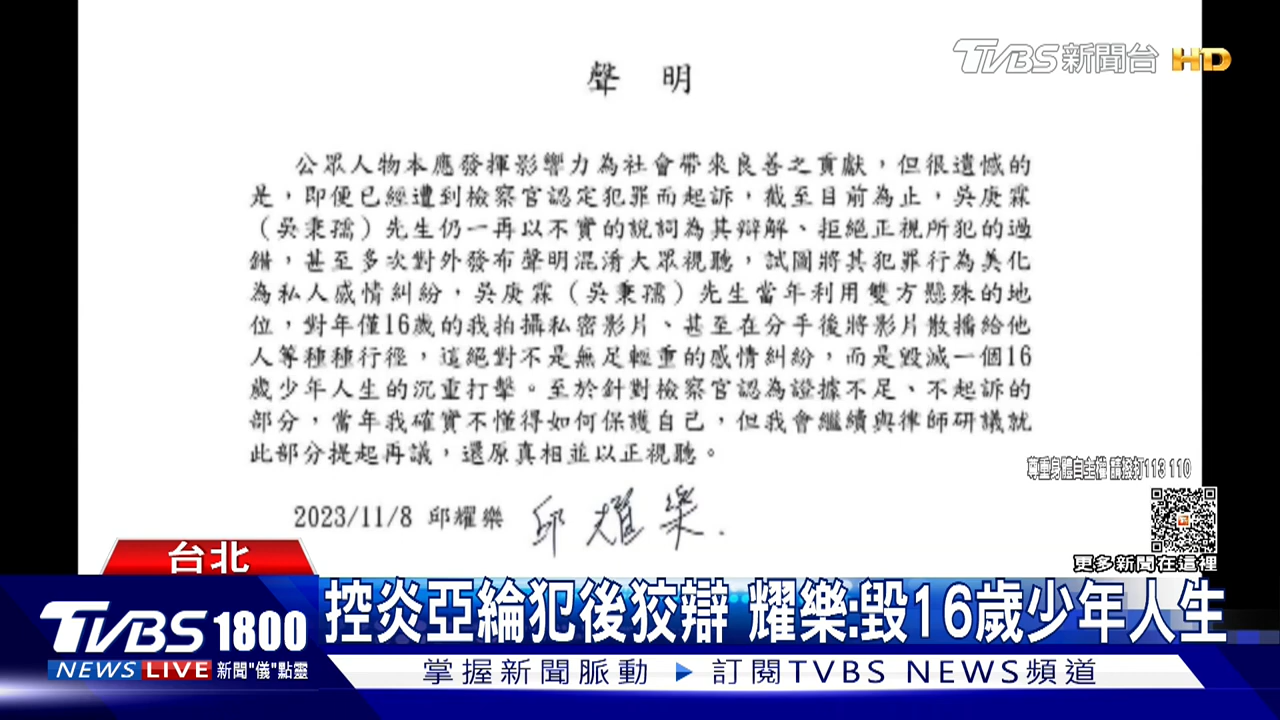 TVBS新聞台 HD
聲 明
公眾人物本應發揮影響力為社會帶來良善之貢獻，但很遺憾的
是，即便已經遭到檢察官認定犯罪而起訴，截至目前為止，吳庚霖
（吳秉孺）先生仍一再以不實的說詞為其辯解、拒絕正視所犯的過
錯，甚至多次對外發布聲明混淆大眾視聽，試圖將其犯罪行為美化
為私人感情糾紛，吳庚霖（吳秉孺）先生當年利用雙方懸殊的地
位，對年僅16歲的我拍攝私密影片、甚至在分手後將影片散播給他
人等種種行徑，這絕對不是無足輕重的感情糾紛，而是毀滅一個16
歲少年人生的沉重打擊。至於針對檢察官認為證據不足、不起訴的
部分，當年我確實不懂得如何保護自己，但我會繼續與律師研議就
此部分提起再議，還原真相並以正視聽。
尊重身體自主權 請撥打113 110
2023/11/8 邱耀樂 邱耀樂.
更多新聞在這裡
台北
控炎亞綸犯後狡辯 耀樂:毀16歲少年人生
TVBS 1800
NEWS LIVE 新聞"儀"點靈
掌握新聞脈動 ▶ 訂閱TVBS NEWS頻道